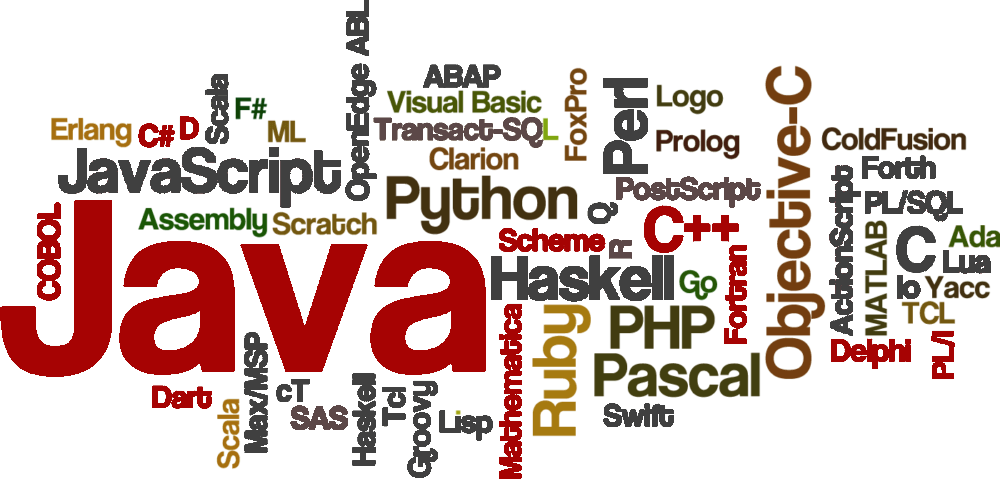 OpenEdge ABL
ABAP
Visual Basic
Transact-SQL
Clarion
FoxPro
Perl
Logo
Prolog
Objective-C
ColdFusion
Forth
PL/SQL
Scala
F#
Erlang
C#
D
ML
JavaScript
Python
PostScript
Q
R
C++
ActionScript
MATLAB
C
Ada
Lua
Io
Yacc
TCL
COBOL
Assembly
Scratch
Java
Scheme
Haskell
Go
Fortran
Delphi
PL/I
Mathematica
Ruby
PHP
Pascal
Swift
Dart
Scala
Max/MSP
cT
SAS
Haskell
Tcl
Groovy
Lisp